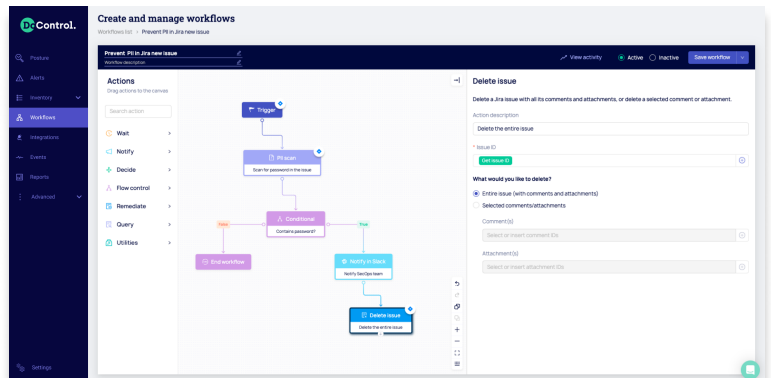 DoControl.
Create and manage workflows
Workflows list > Prevent PII in Jira new issue
Posture
Alerts
Inventory
Workflows
Integrations
Events
Reports
Advanced
Settings
Prevent PII in Jira new issue
Workflow description
View activity
Active
Inactive
Save workflow
Actions
Drag actions to the canvas
Search action
Wait
Notify
Decide
Flow control
Remediate
Query
Utilities
Trigger
PII scan
Scan for password in the issue
Conditional
Contains password?
False
True
End workflow
Notify in Slack
Notify SecOps team
Delete issue
Delete the entire issue
Delete issue
Delete a Jira issue with all its comments and attachments, or delete a selected comment or attachment.
Action description
Delete the entire issue
* Issue ID
Get issue ID
What would you like to delete?
Entire issue (with comments and attachments)
Selected comments/attachments
Comment(s)
Select or insert comment IDs
Attachment(s)
Select or insert attachment IDs